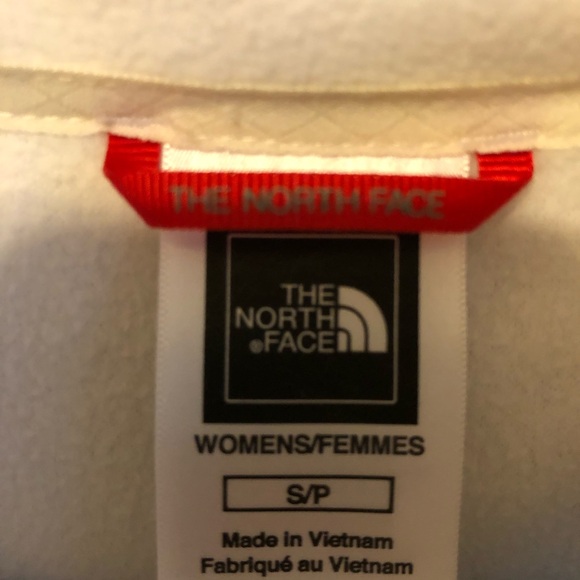 THE NORTH FACE
THE
NORTH
®FACE
WOMENS/FEMMES
S/P
Made in Vietnam
Fabriqué au Vietnam